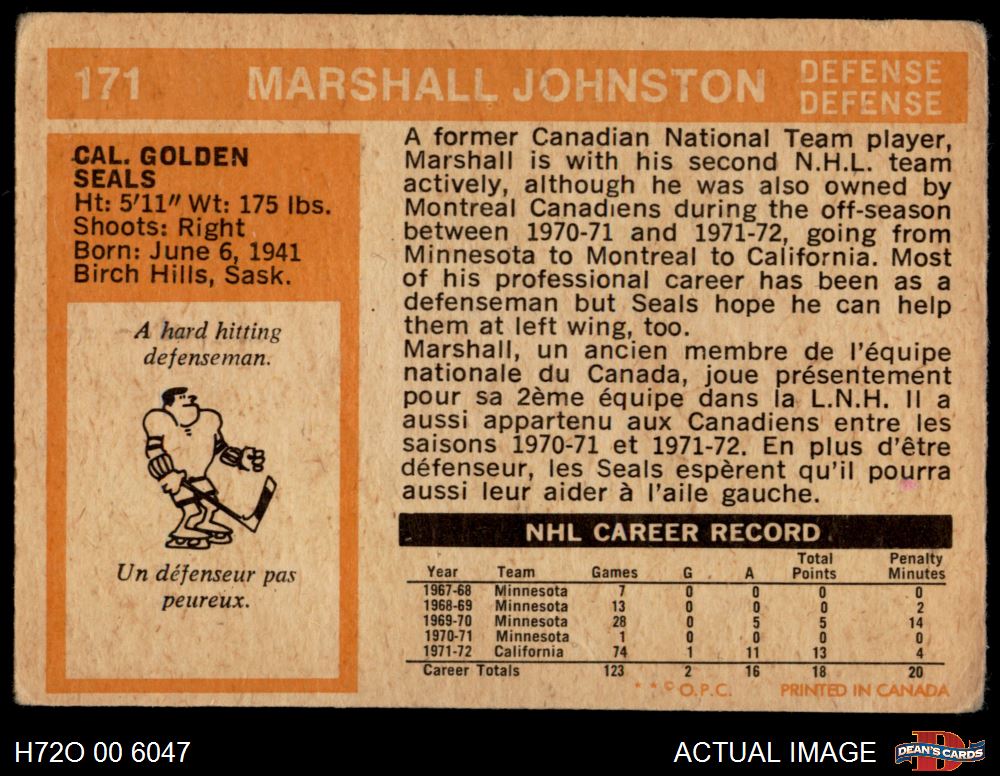 171 MARSHALL JOHNSTON DEFENSE
DEFENSE
CAL. GOLDEN
SEALS
Ht: 5'11" Wt: 175 lbs.
Shoots: Right
Born: June 6, 1941
Birch Hills, Sask.
A hard hitting
defenseman.
Un défenseur pas
peureux.
A former Canadian National Team player,
Marshall is with his second N.H.L. team
actively, although he was also owned by
Montreal Canadiens during the off-season
between 1970-71 and 1971-72, going from
Minnesota to Montreal to California. Most
of his professional career has been as a
defenseman but Seals hope he can help
them at left wing, too.
Marshall, un ancien membre de l'équipe
nationale du Canada, joue présentement
pour sa 2ème équipe dans la L.N.H. Il a
aussi appartenu aux Canadiens entre les
saisons 1970-71 et 1971-72. En plus d'être
défenseur, les Seals espèrent qu'il pourra
aussi leur aider à l'aile gauche.
NHL CAREER RECORD
Year Team Games G A Total Points Penalty Minutes
1967-68 Minnesota 7 0 0 0 0
1968-69 Minnesota 13 0 0 0 2
1969-70 Minnesota 28 0 5 5 14
1970-71 Minnesota 1 0 0 0 0
1971-72 California 74 1 11 13 4
Career Totals 123 2 16 18 20
* * © O.P.C. PRINTED IN CANADA
H72O 00 6047 ACTUAL IMAGE D DEAN'S CARDS